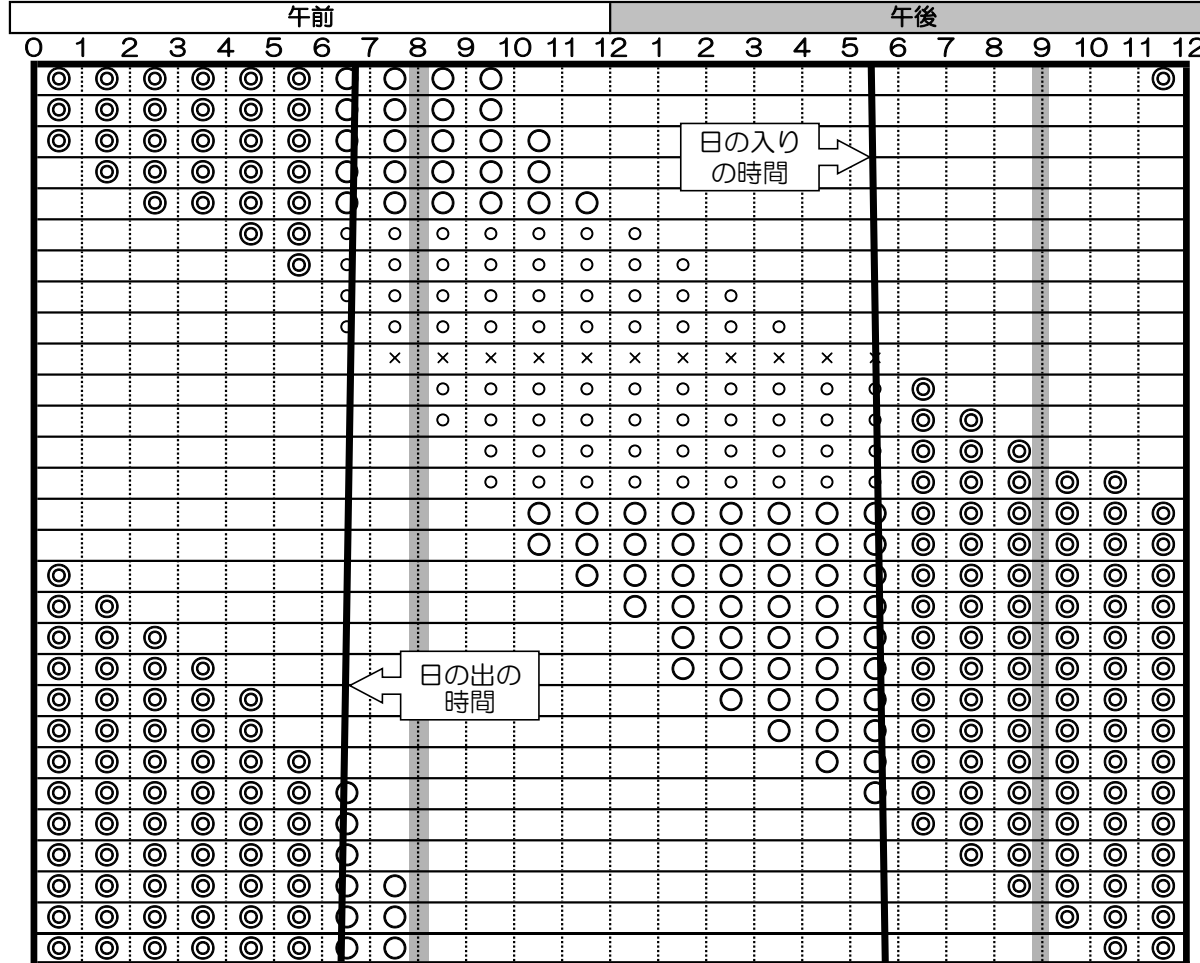 午前 午後
0 1 2 3 4 5 6 7 8 9 10 11 12 1 2 3 4 5 6 7 8 9 10 11 12
◎ ◎ ◎ ◎ ◎ ◎ ○ ○ ○ ○ ◎
◎ ◎ ◎ ◎ ◎ ◎ ○ ○ ○ ○
◎ ◎ ◎ ◎ ◎ ◎ ○ ○ ○ ○ ○
◎ ◎ ◎ ◎ ◎ ○ ○ ○ ○ ○
◎ ◎ ◎ ◎ ○ ○ ○ ○ ○ ○
◎ ◎ ○ ○ ○ ○ ○ ○ ○
◎ ○ ○ ○ ○ ○ ○ ○ ○
○ ○ ○ ○ ○ ○ ○ ○ ○
○ ○ ○ ○ ○ ○ ○ ○ ○ ○
× × × × × × × × × × ×
○ ○ ○ ○ ○ ○ ○ ○ ○ ○ ◎
○ ○ ○ ○ ○ ○ ○ ○ ○ ○ ◎ ◎
○ ○ ○ ○ ○ ○ ○ ○ ○ ◎ ◎ ◎
○ ○ ○ ○ ○ ○ ○ ○ ○ ◎ ◎ ◎ ◎ ◎
○ ○ ○ ○ ○ ○ ○ ○ ◎ ◎ ◎ ◎ ◎ ◎
○ ○ ○ ○ ○ ○ ○ ○ ◎ ◎ ◎ ◎ ◎ ◎
◎ ○ ○ ○ ○ ○ ○ ○ ◎ ◎ ◎ ◎ ◎ ◎
◎ ◎ ○ ○ ○ ○ ○ ○ ◎ ◎ ◎ ◎ ◎ ◎
◎ ◎ ◎ ○ ○ ○ ○ ○ ◎ ◎ ◎ ◎ ◎ ◎
◎ ◎ ◎ ◎ ○ ○ ○ ○ ○ ◎ ◎ ◎ ◎ ◎ ◎
◎ ◎ ◎ ◎ ◎ ○ ○ ○ ○ ◎ ◎ ◎ ◎ ◎ ◎
◎ ◎ ◎ ◎ ◎ ○ ○ ○ ◎ ◎ ◎ ◎ ◎ ◎
◎ ◎ ◎ ◎ ◎ ◎ ○ ○ ◎ ◎ ◎ ◎ ◎ ◎
◎ ◎ ◎ ◎ ◎ ◎ ○ ○ ◎ ◎ ◎ ◎ ◎ ◎
◎ ◎ ◎ ◎ ◎ ◎ ○ ◎ ◎ ◎ ◎ ◎ ◎
◎ ◎ ◎ ◎ ◎ ◎ ○ ◎ ◎ ◎ ◎ ◎
◎ ◎ ◎ ◎ ◎ ◎ ○ ○ ◎ ◎ ◎ ◎
◎ ◎ ◎ ◎ ◎ ◎ ○ ○ ◎ ◎ ◎
◎ ◎ ◎ ◎ ◎ ◎ ○ ○ ◎ ◎
日の入り
の時間
日の出の
時間